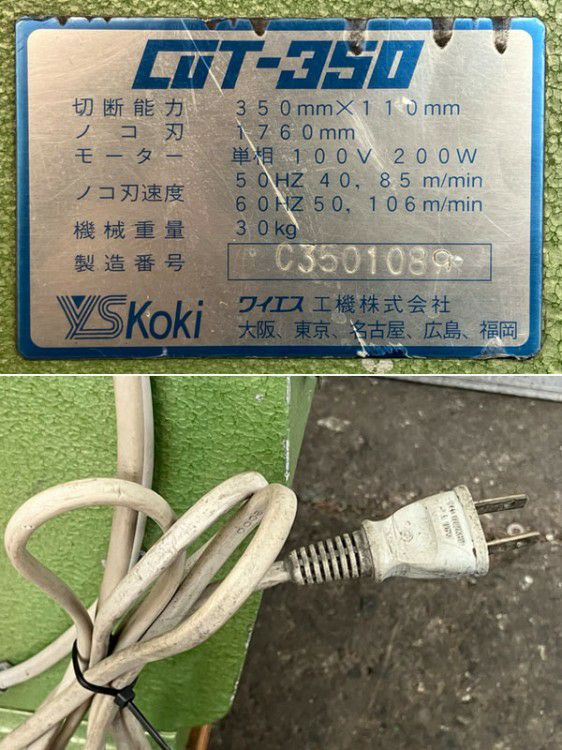 CUT-350
切断能力 350mm×110mm
ノコ刃 1760mm
モーター 単相 100V 200W
ノコ刃速度 50HZ 40, 85 m/min
60HZ 50, 106m/min
機械重量 30kg
製造番号 C3501089
YS Koki ワイエス工機株式会社
大阪、東京、名古屋、広島、福岡